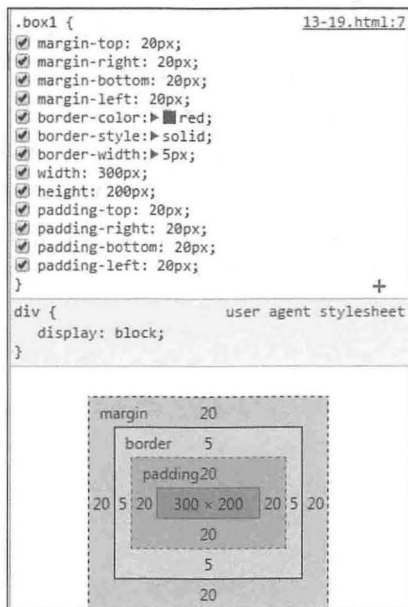 .box1 { 13-19.html:7
margin-top: 20px;
margin-right: 20px;
margin-bottom: 20px;
margin-left: 20px;
border-color:▶ red;
border-style:▶ solid;
border-width:▶ 5px;
width: 300px;
height: 200px;
padding-top: 20px;
padding-right: 20px;
padding-bottom: 20px;
padding-left: 20px;
}
+
div { user agent stylesheet
display: block;
}
margin 20
border 5
padding20
20 5 20 300 × 200 20 5 20
20
5
20